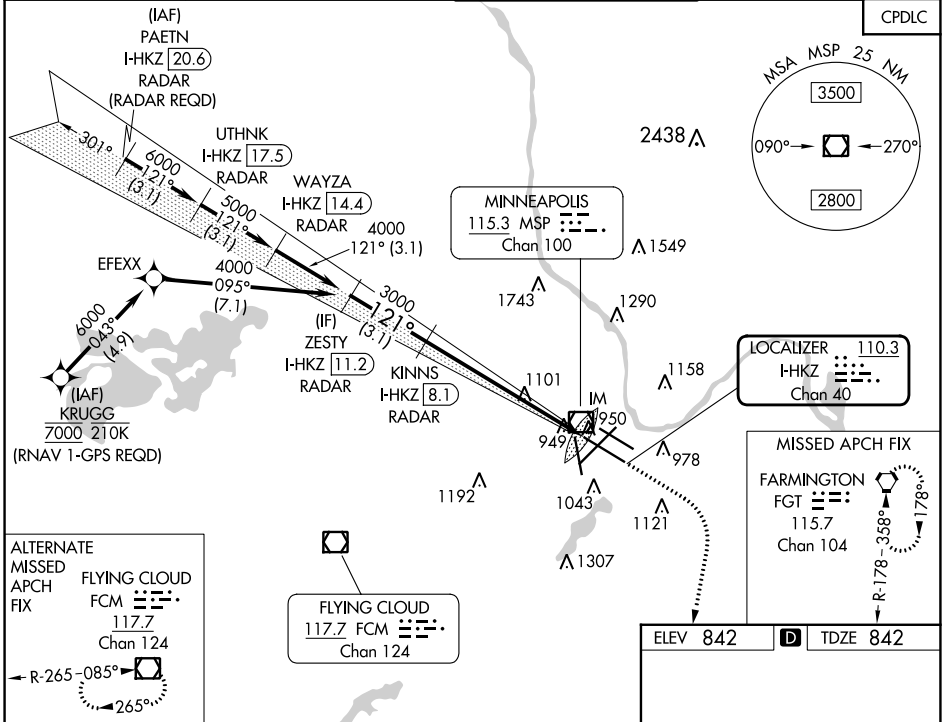 CPDLC
(IAF)
PAETN
I-HKZ 20.6
RADAR
(RADAR REQD)
301°
6000
121°
(3.1)
UTHNK
I-HKZ 17.5
RADAR
5000
121°
(3.1)
WAYZA
I-HKZ 14.4
RADAR
4000
121° (3.1)
MSA MSP 25 NM
3500
090°
270°
2800
2438
MINNEAPOLIS
115.3 MSP
Chan 100
1549
1743
1290
EFEXX
4000
095°
(7.1)
6000
043°
(4.9)
(IAF)
KRUGG
7000 210K
(RNAV 1-GPS REQD)
3000
121°
(3.1)
(IF)
ZESTY
I-HKZ 11.2
RADAR
KINNS
I-HKZ 8.1
RADAR
1101
IM
950
949
1158
LOCALIZER 110.3
I-HKZ
Chan 40
978
1192
1043
1121
1307
MISSED APCH FIX
FARMINGTON
FGT
115.7
Chan 104
178°
R-178
358°
ALTERNATE
MISSED
APCH
FIX
FLYING CLOUD
FCM
117.7
Chan 124
R-265
085°
265°
FLYING CLOUD
117.7 FCM
Chan 124
ELEV 842
D
TDZE 842